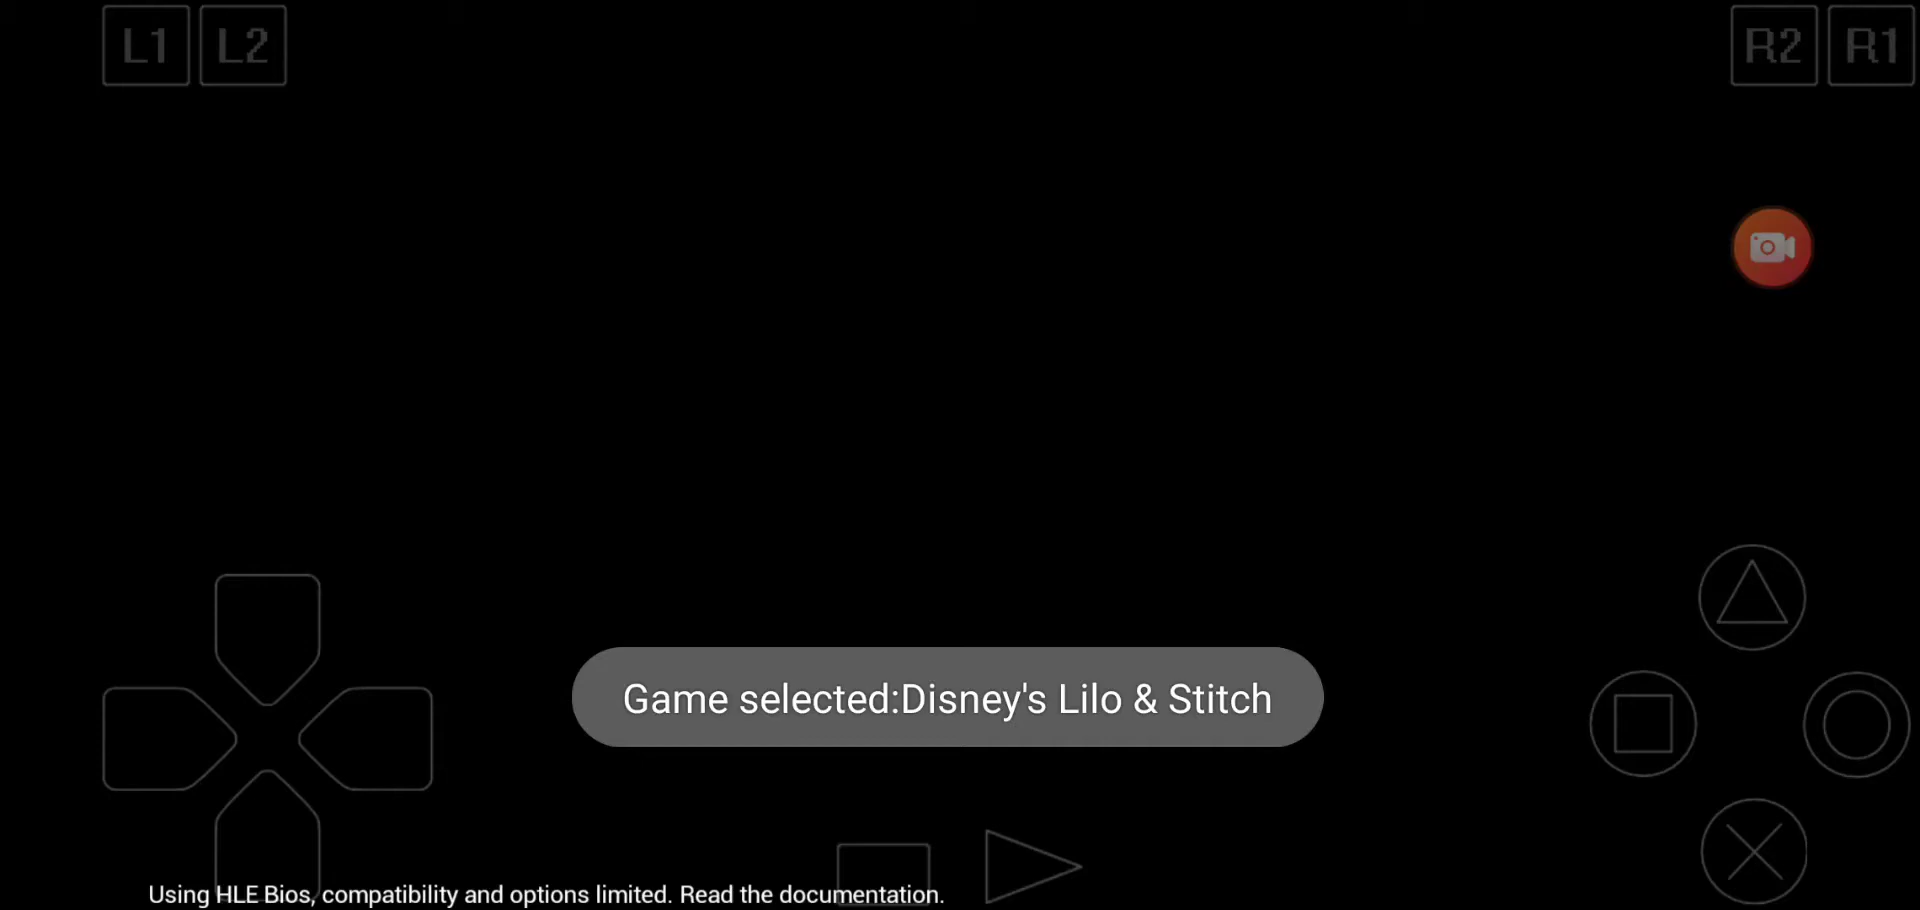 L1 L2 R2 R1
Game selected:Disney's Lilo & Stitch
Using HLE Bios, compatibility and options limited. Read the documentation.